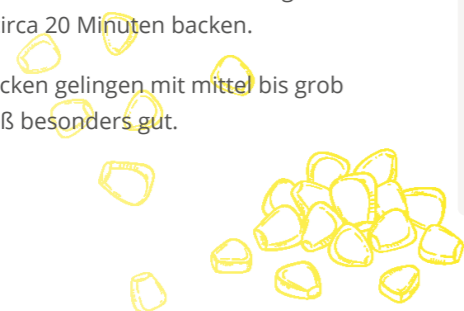 irca 20 Minuten backen.
cken gelingen mit mittel bis grob
ß besonders gut.